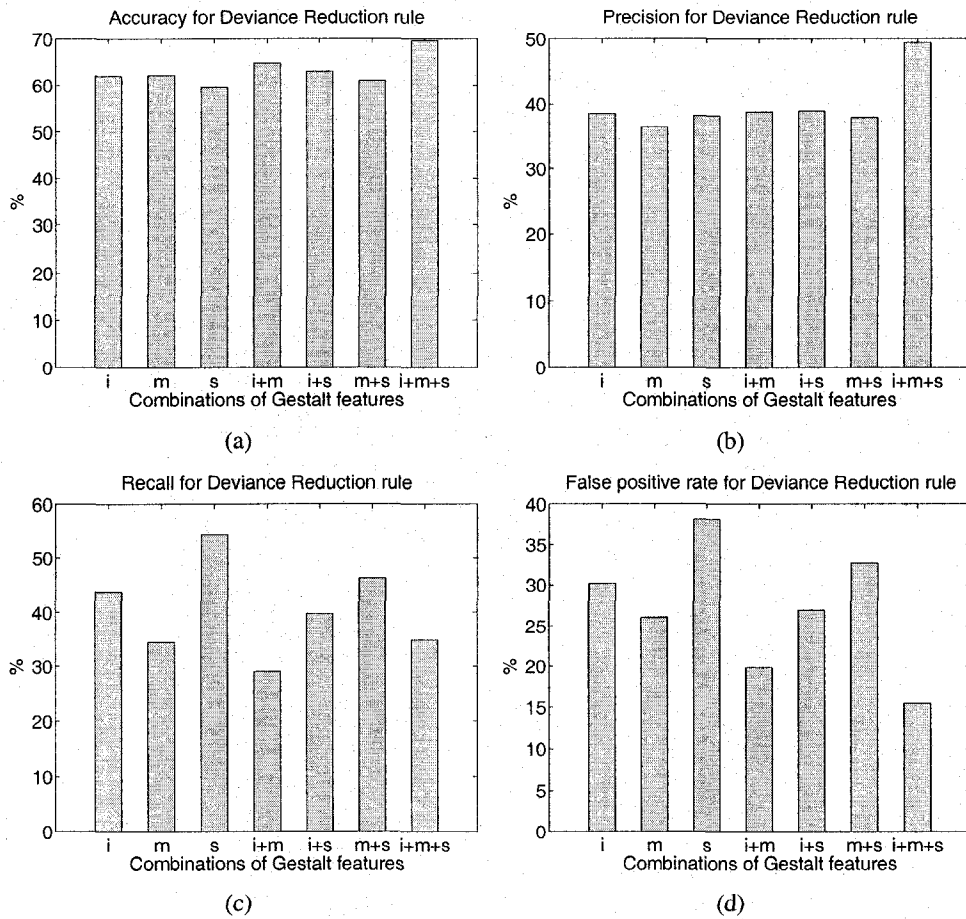 Accuracy for Deviance Reduction rule
70
60
50
40
30
20
10
0
%
i m s i+m i+s m+s i+m+s
Combinations of Gestalt features
(a)
Precision for Deviance Reduction rule
50
40
30
20
10
0
%
i m s i+m i+s m+s i+m+s
Combinations of Gestalt features
(b)
Recall for Deviance Reduction rule
60
50
40
30
20
10
0
%
i m s i+m i+s m+s i+m+s
Combinations of Gestalt features
(c)
False positive rate for Deviance Reduction rule
40
35
30
25
20
15
10
5
0
%
i m s i+m i+s m+s i+m+s
Combinations of Gestalt features
(d)